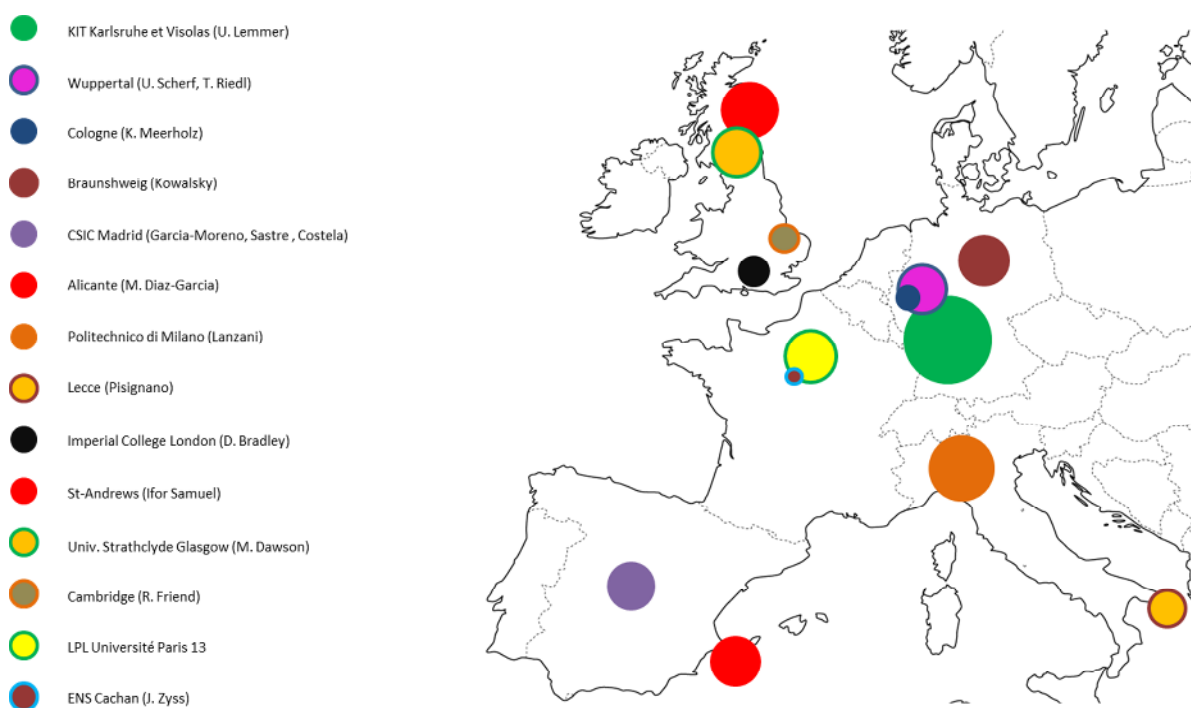 KIT Karlsruhe et Visolas (U. Lemmer)
Wuppertal (U. Scherf, T. Riedl)
Cologne (K. Meerholz)
Braunshweig (Kowalsky)
CSIC Madrid (Garcia-Moreno, Sastre , Costela)
Alicante (M. Diaz-Garcia)
Politechnico di Milano (Lanzani)
Lecce (Pisignano)
Imperial College London (D. Bradley)
St-Andrews (Ifor Samuel)
Univ. Strathclyde Glasgow (M. Dawson)
Cambridge (R. Friend)
LPL Université Paris 13
ENS Cachan (J. Zyss)